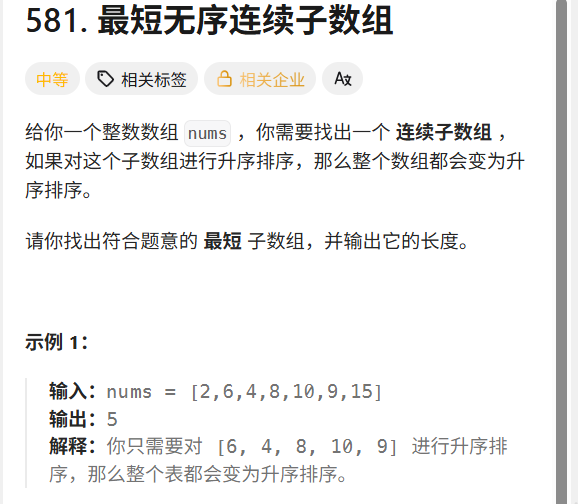 581. 最短无序连续子数组
中等 相关标签 相关企业 Aあ
给你一个整数数组 nums ，你需要找出一个 连续子数组 ，
如果对这个子数组进行升序排序，那么整个数组都会变为升
序排序。
请你找出符合题意的 最短 子数组，并输出它的长度。
示例 1：
输入：nums = [2,6,4,8,10,9,15]
输出：5
解释：你只需要对 [6, 4, 8, 10, 9] 进行升序排
序，那么整个表都会变为升序排序。